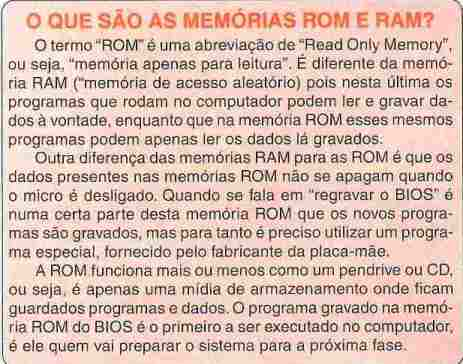 O QUE SÃO AS MEMÓRIAS ROM E RAM?
O termo “ROM” é uma abreviação de “Read Only Memory”,
ou seja, “memória apenas para leitura”. É diferente da memó-
ria RAM (“memória de acesso aleatório) pois nesta última os
programas que rodam no computador podem ler e gravar da-
dos à vontade, enquanto que na memória ROM esses mesmos
programas podem apenas ler os dados lá gravados.
Outra diferença das memórias RAM para as ROM é que os
dados presentes nas memórias ROM não se apagam quando
o micro é desligado. Quando se fala em “regravar o BIOS” é
numa certa parte desta memória ROM que os novos progra-
mas são gravados, mas para tanto é preciso utilizar um progra-
ma especial, fornecido pelo fabricante da placa-mãe.
A ROM funciona mais ou menos como um pendrive ou CD,
ou seja, é apenas uma mídia de armazenamento onde ficam
guardados programas e dados. O programa gravado na memó-
ria ROM do BIOS é o primeiro a ser executado no computador,
é ele quem vai preparar o sistema para a próxima fase.